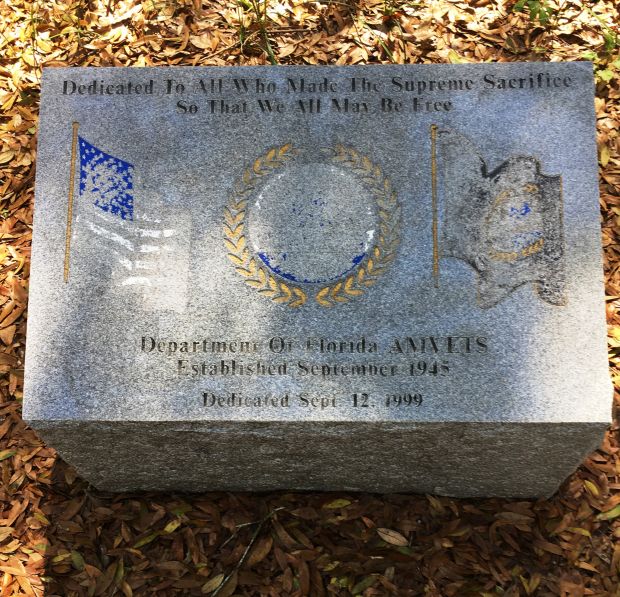 Dedicated To All Who Made The Supreme Sacrifice
So That We All May Be Free
Department Of Florida AMVETS
Established September 1945
Dedicated Sept. 12, 1999